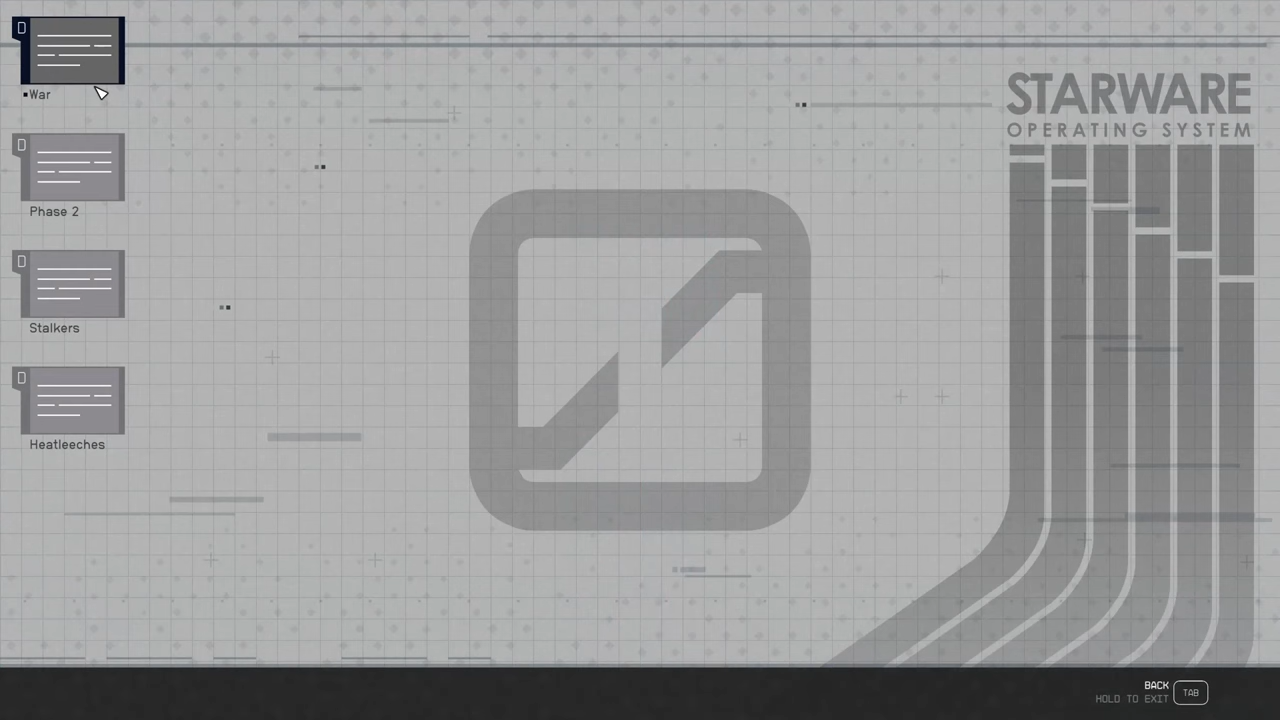 D
War
D
Phase 2
D
Stalkers
D
Heatleeches
STARWARE
OPERATING SYSTEM
BACK
HOLD TO EXIT
TAB